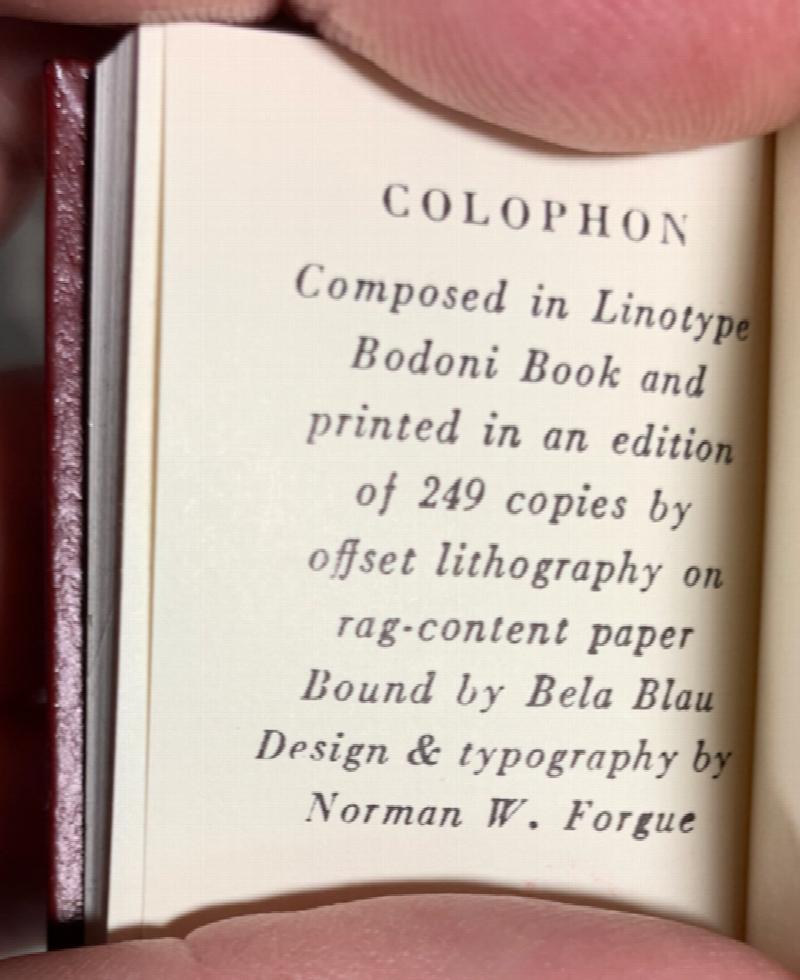 COLOPHON
Composed in Linotype
Bodoni Book and
printed in an edition
of 249 copies by
offset lithography on
rag-content paper
Bound by Bela Blau
Design & typography by
Norman W. Forgue